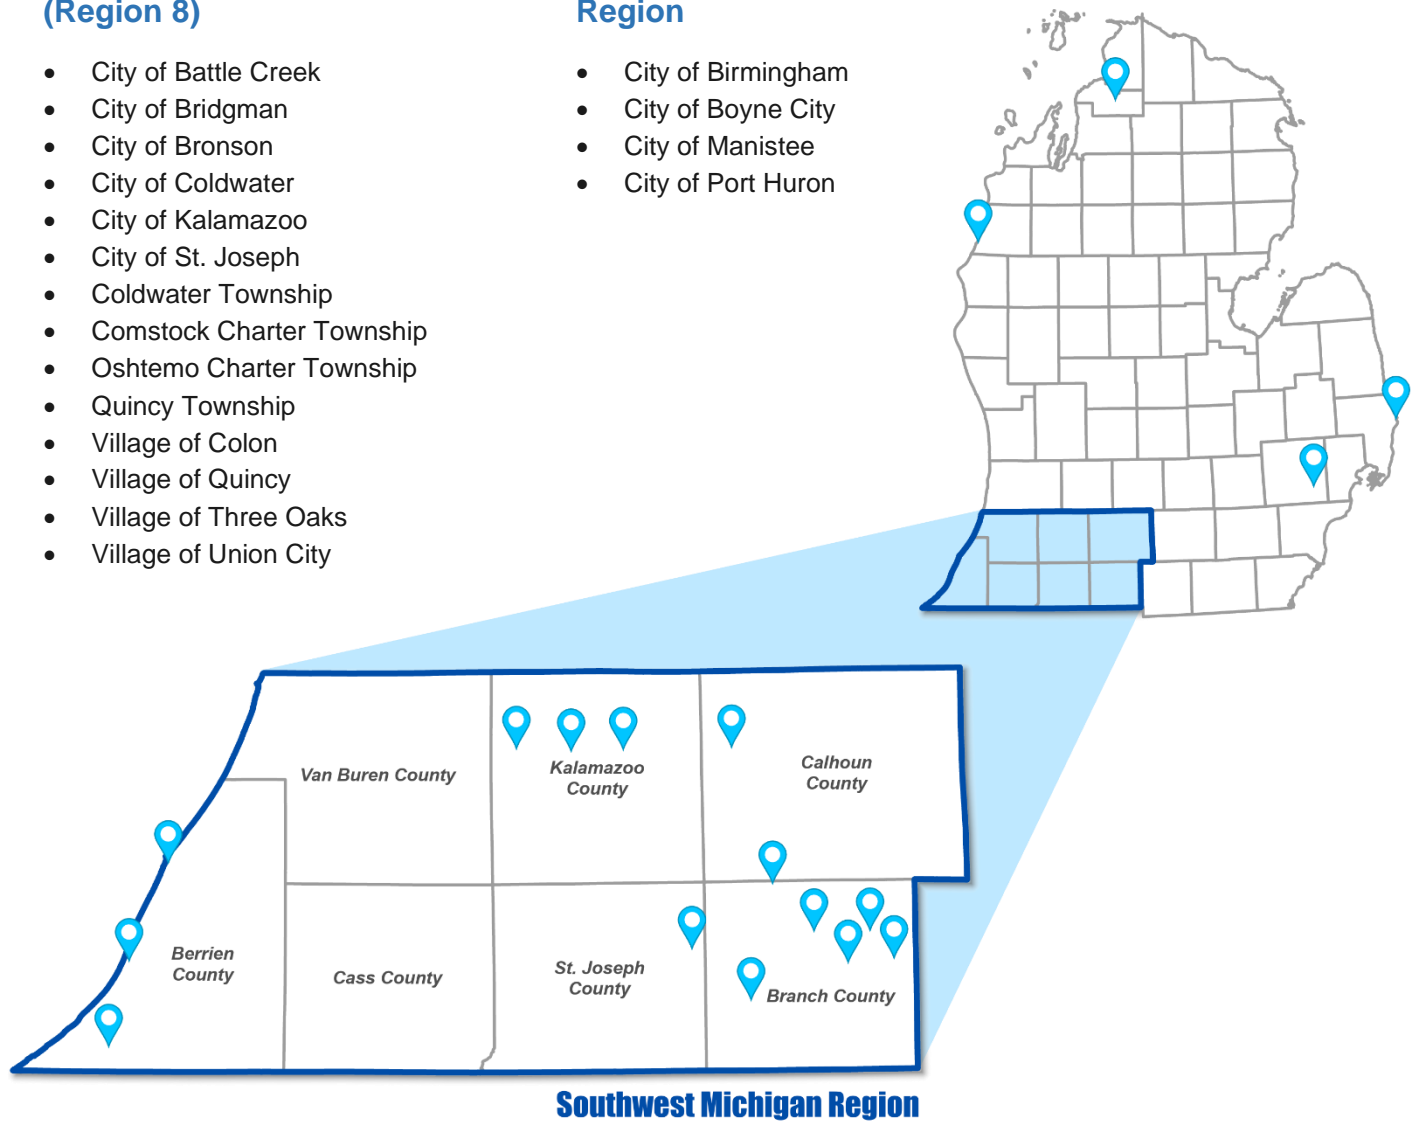 (Region 8)
• City of Battle Creek
• City of Bridgman
• City of Bronson
• City of Coldwater
• City of Kalamazoo
• City of St. Joseph
• Coldwater Township
• Comstock Charter Township
• Oshtemo Charter Township
• Quincy Township
• Village of Colon
• Village of Quincy
• Village of Three Oaks
• Village of Union City
Region
• City of Birmingham
• City of Boyne City
• City of Manistee
• City of Port Huron
Van Buren County
Kalamazoo
County
Calhoun
County
Berrien
County
Cass County
St. Joseph
County
Branch County
Southwest Michigan Region